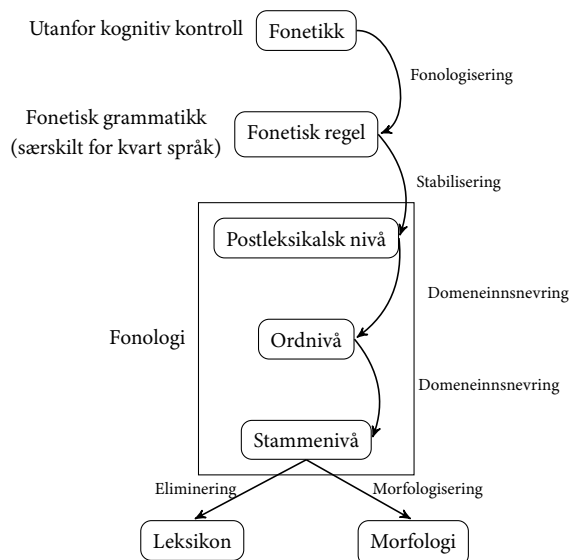 Utanfor kognitiv kontroll
Fonetikk
Fonologisering
Fonetisk grammatikk
(særskilt for kvart språk)
Fonetisk regel
Stabilisering
Postleksikalsk nivå
Domeneinnsnevring
Fonologi
Ordnivå
Domeneinnsnevring
Stammenivå
Eliminering
Morfologisering
Leksikon
Morfologi